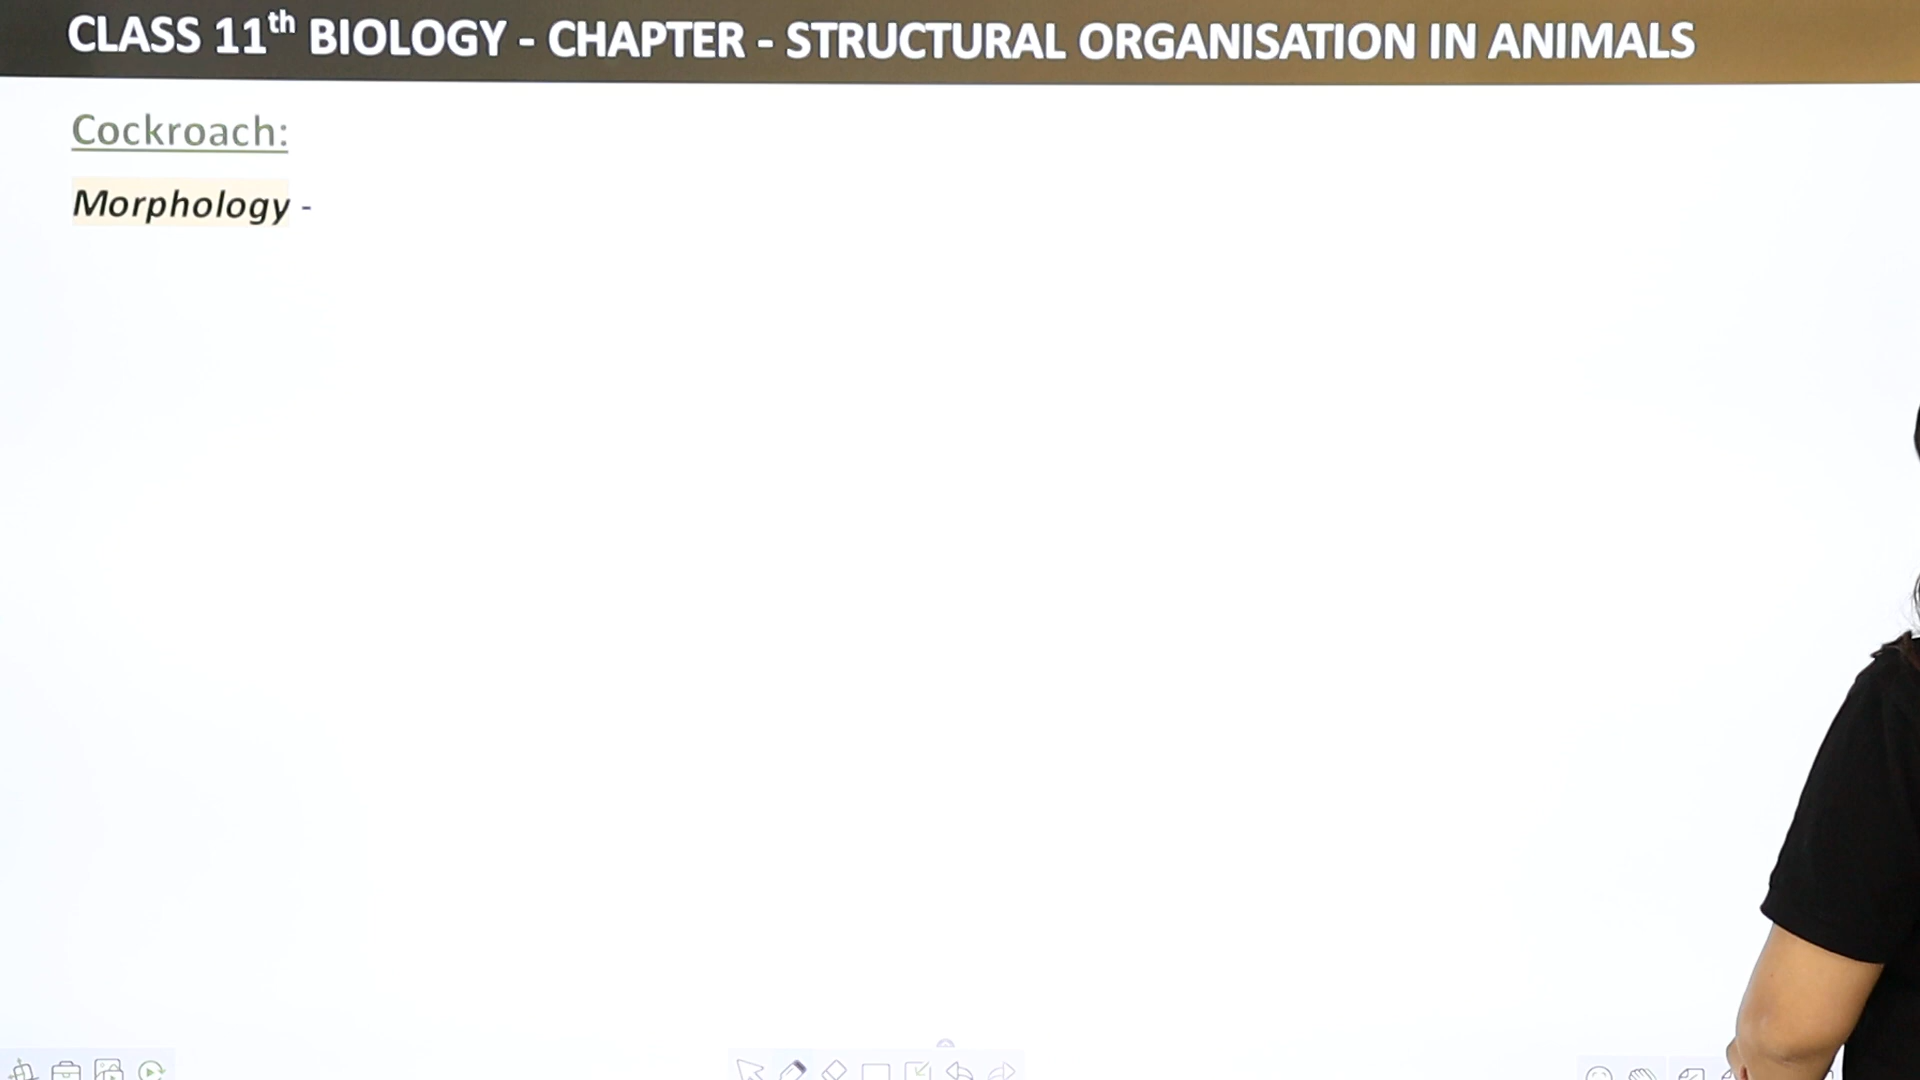 CLASS 11th BIOLOGY - CHAPTER - STRUCTURAL ORGANISATION IN ANIMALS
Cockroach:
Morphology -